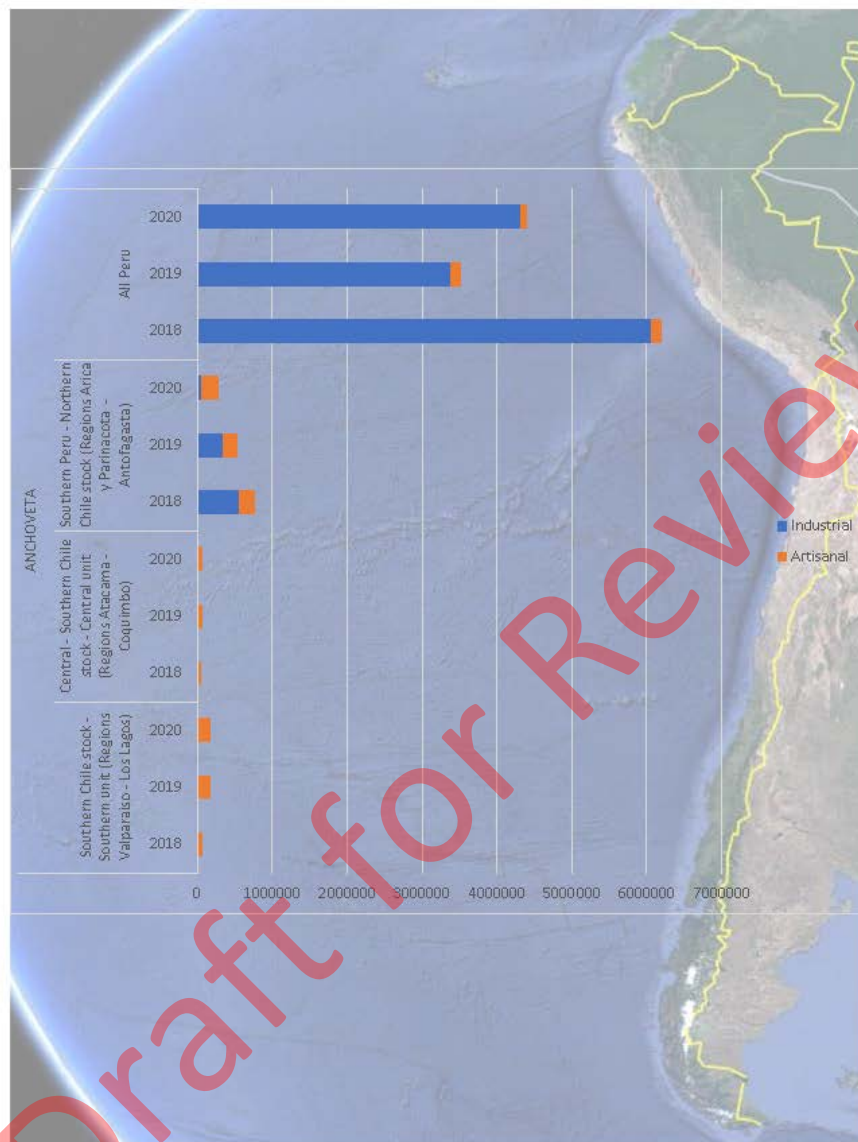 ANCHOVETA
All Peru
2020
2019
2018
Southern Peru - Northern
Chile stock (Regions Arica
y Parinacota -
Antofagasta)
2020
2019
2018
Central - Southern Chile
stock - Central unit
(Regions Atacama -
Coquimbo)
2020
2019
2018
Southern Chile stock -
Southern unit (Regions
Valparaiso - Los Lagos)
2020
2019
2018
0 1000000 2000000 3000000 4000000 5000000 6000000 7000000
Industrial
Artisanal
Draft for Review